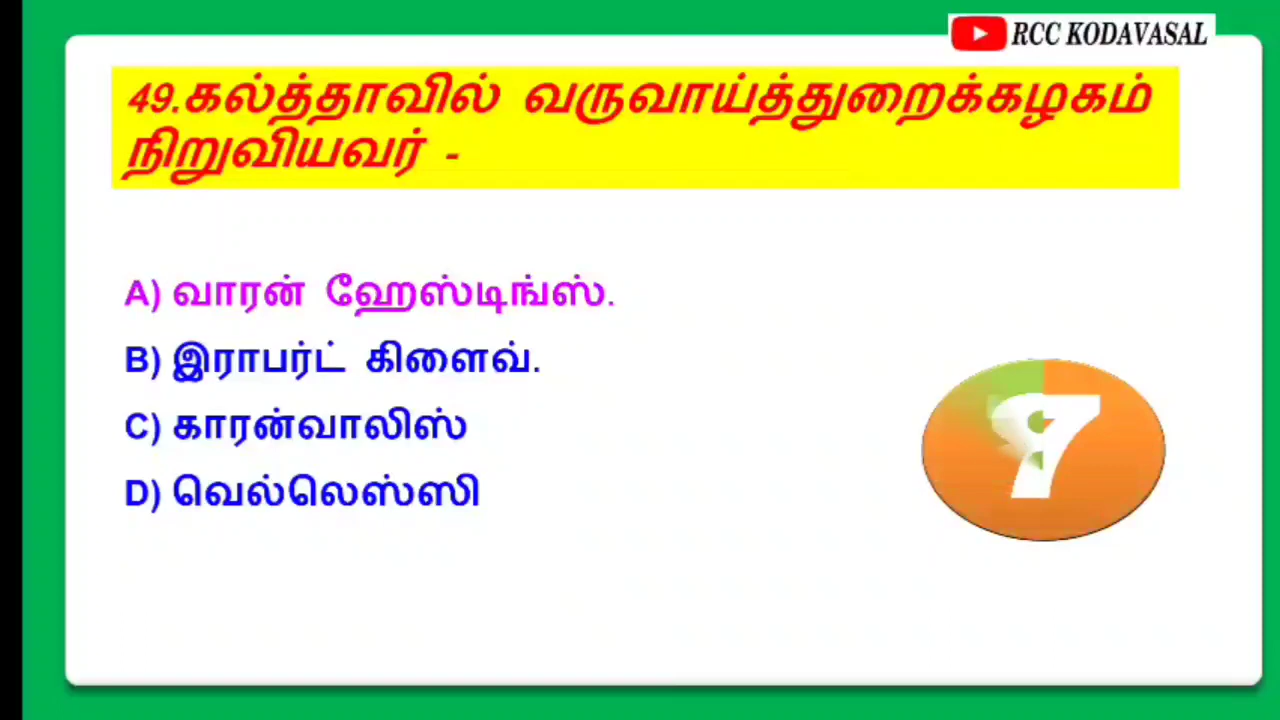 RCC KODAVASAL
49.கல்த்தாவில் வருவாய்த்துறைக்கழகம்
நிறுவியவர் -
A) வாரன் ஹேஸ்டிங்ஸ்.
B) இராபர்ட் கிளைவ்.
C) காரன்வாலிஸ்
D) வெல்லெஸ்ஸி